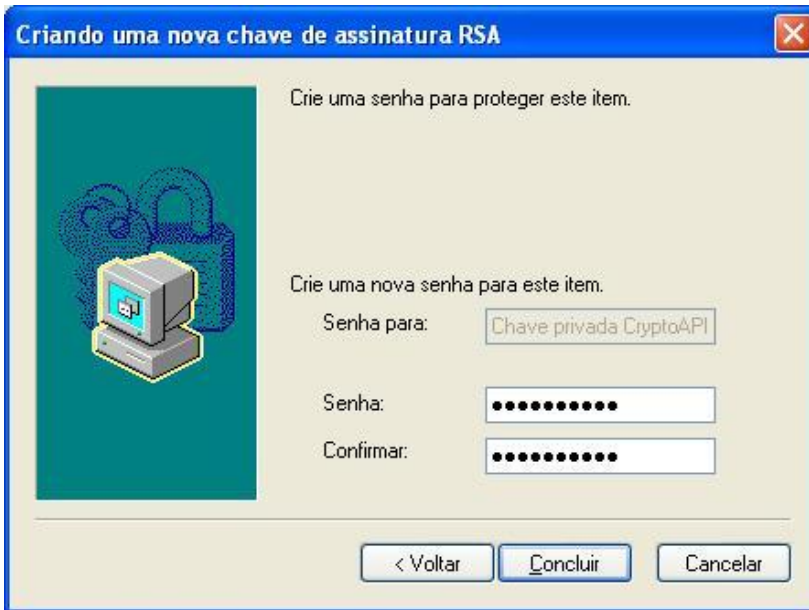 Criando uma nova chave de assinatura RSA
Crie uma senha para proteger este item.
Crie uma nova senha para este item.
Senha para: Chave privada CryptoAPI
Senha: ●●●●●●●●●●
Confirmar: ●●●●●●●●●●
< Voltar Concluir Cancelar